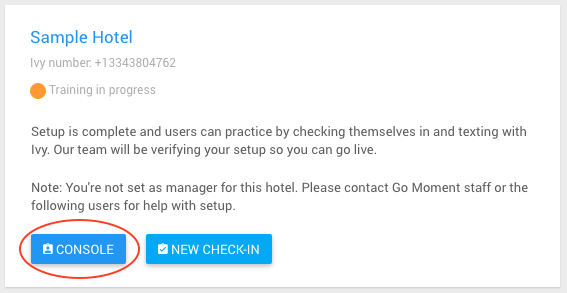 Sample Hotel
Ivy number: +13343804762
Training in progress
Setup is complete and users can practice by checking themselves in and texting with
Ivy. Our team will be verifying your setup so you can go live.
Note: You're not set as manager for this hotel. Please contact Go Moment staff or the
following users for help with setup.
CONSOLE
NEW CHECK-IN